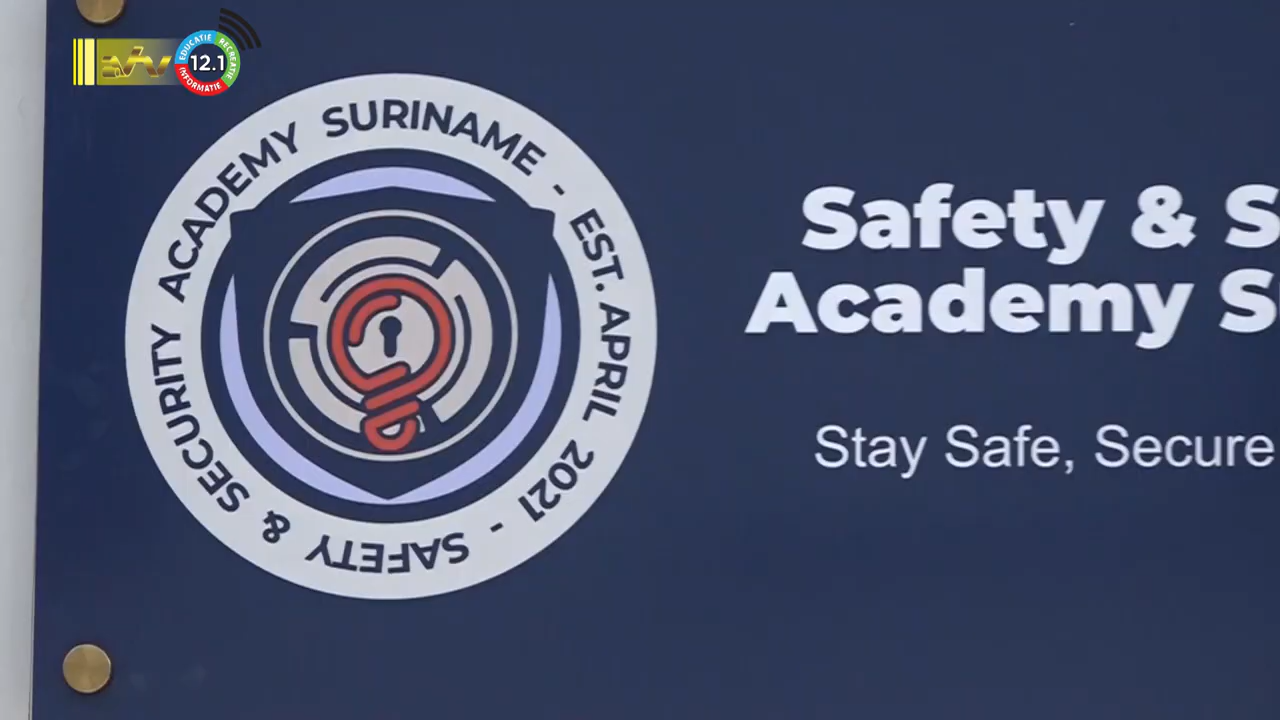 EDUCATIE
RECREATIE
INFORMATIE
12.1
SAFETY & SECURITY ACADEMY SURINAME - EST. APRIL 2021 -
Safety & S
Academy S
Stay Safe, Secure